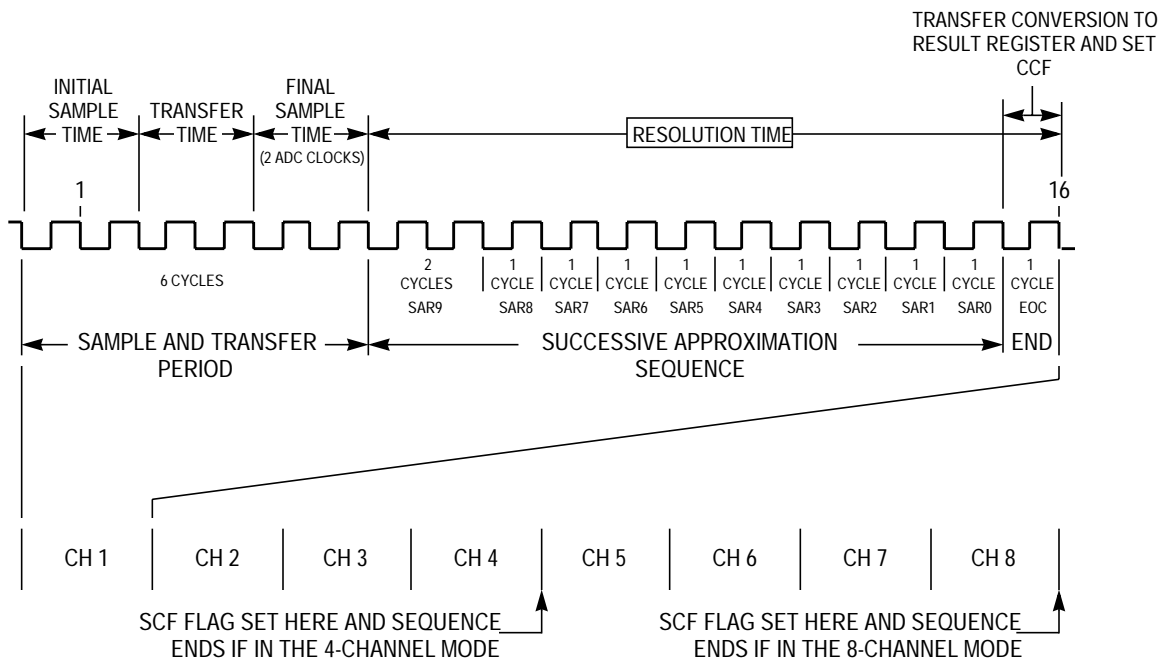 TRANSFER CONVERSION TO
RESULT REGISTER AND SET
CCF
INITIAL
SAMPLE
TIME
TRANSFER
TIME
FINAL
SAMPLE
TIME
(2 ADC CLOCKS)
RESOLUTION TIME
1
16
6 CYCLES
2
CYCLES
SAR9
1
CYCLE
SAR8
1
CYCLE
SAR7
1
CYCLE
SAR6
1
CYCLE
SAR5
1
CYCLE
SAR4
1
CYCLE
SAR3
1
CYCLE
SAR2
1
CYCLE
SAR1
1
CYCLE
SAR0
1
CYCLE
EOC
SAMPLE AND TRANSFER
PERIOD
SUCCESSIVE APPROXIMATION
SEQUENCE
END
CH 1
CH 2
CH 3
CH 4
CH 5
CH 6
CH 7
CH 8
SCF FLAG SET HERE AND SEQUENCE
ENDS IF IN THE 4-CHANNEL MODE
SCF FLAG SET HERE AND SEQUENCE
ENDS IF IN THE 8-CHANNEL MODE